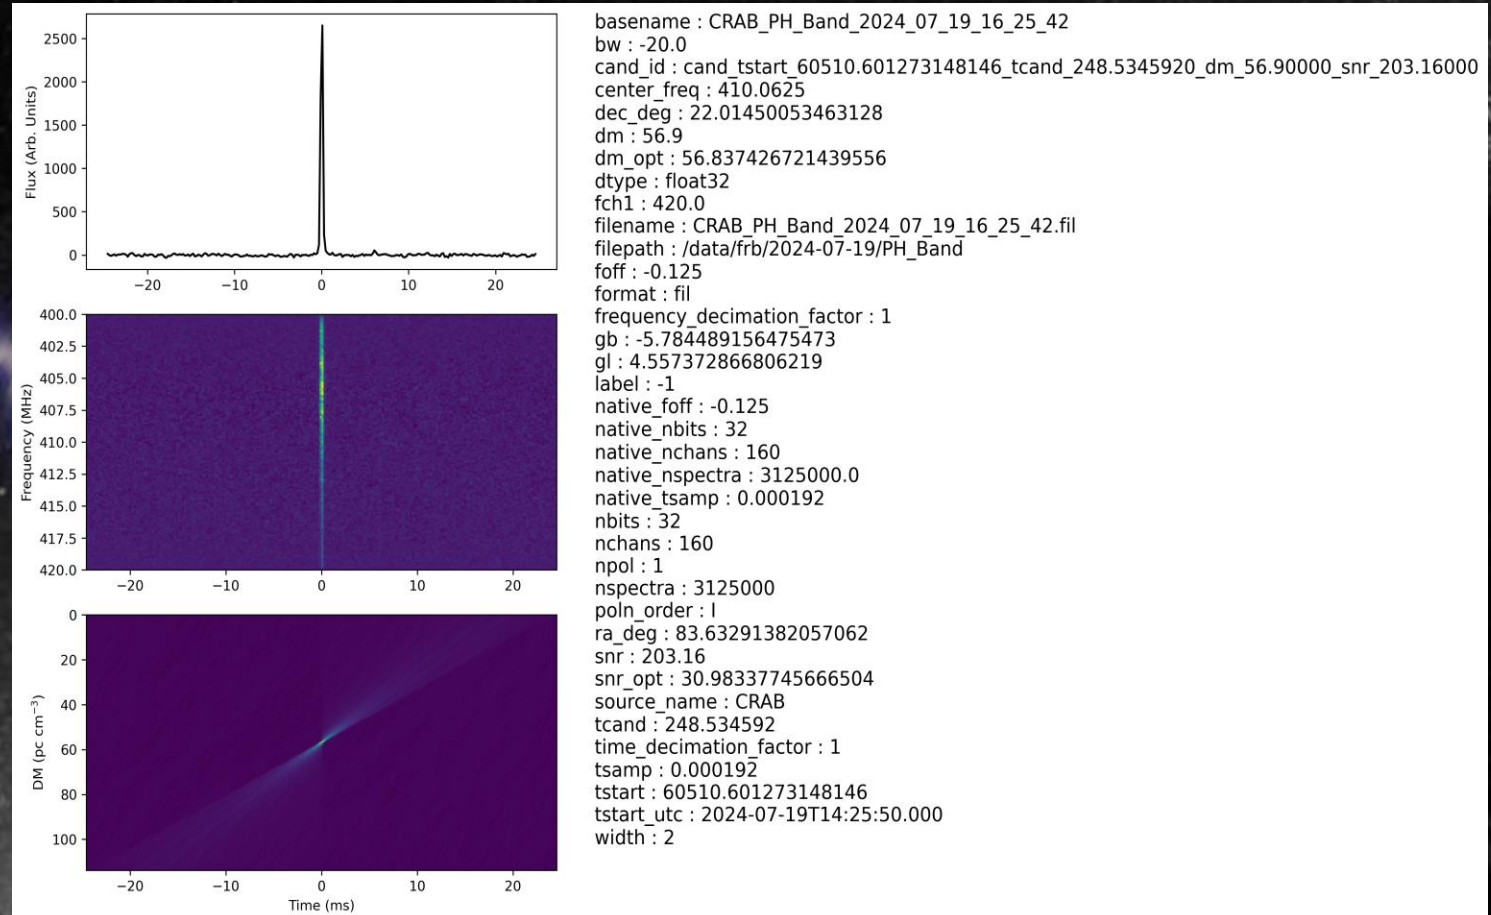 2500
2000
1500
1000
500
0
Flux (Arb. Units)
−20 −10 0 10 20
400.0
402.5
405.0
407.5
410.0
412.5
415.0
417.5
420.0
Frequency (MHz)
−20 −10 0 10 20
0
20
40
60
80
100
DM (pc cm⁻³)
−20 −10 0 10 20
Time (ms)
basename : CRAB_PH_Band_2024_07_19_16_25_42
bw : -20.0
cand_id : cand_tstart_60510.601273148146_tcand_248.5345920_dm_56.90000_snr_203.16000
center_freq : 410.0625
dec_deg : 22.01450053463128
dm : 56.9
dm_opt : 56.837426721439556
dtype : float32
fch1 : 420.0
filename : CRAB_PH_Band_2024_07_19_16_25_42.fil
filepath : /data/frb/2024-07-19/PH_Band
foff : -0.125
format : fil
frequency_decimation_factor : 1
gb : -5.784489156475473
gl : 4.557372866806219
label : -1
native_foff : -0.125
native_nbits : 32
native_nchans : 160
native_nspectra : 3125000.0
native_tsamp : 0.000192
nbits : 32
nchans : 160
npol : 1
nspectra : 3125000
poln_order : I
ra_deg : 83.63291382057062
snr : 203.16
snr_opt : 30.98337745666504
source_name : CRAB
tcand : 248.534592
time_decimation_factor : 1
tsamp : 0.000192
tstart : 60510.601273148146
tstart_utc : 2024-07-19T14:25:50.000
width : 2